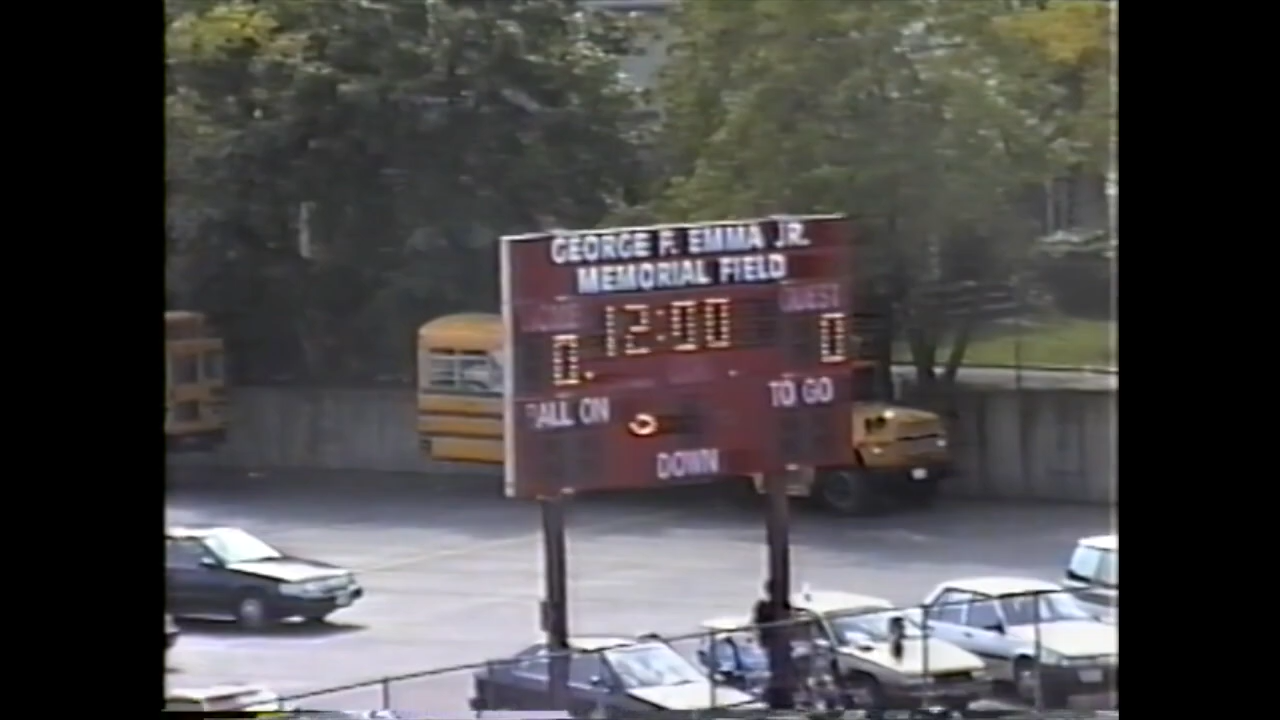 GEORGE F. EMMA JR.
MEMORIAL FIELD
GUEST
12:00
0
0
BALL ON
TO GO
DOWN